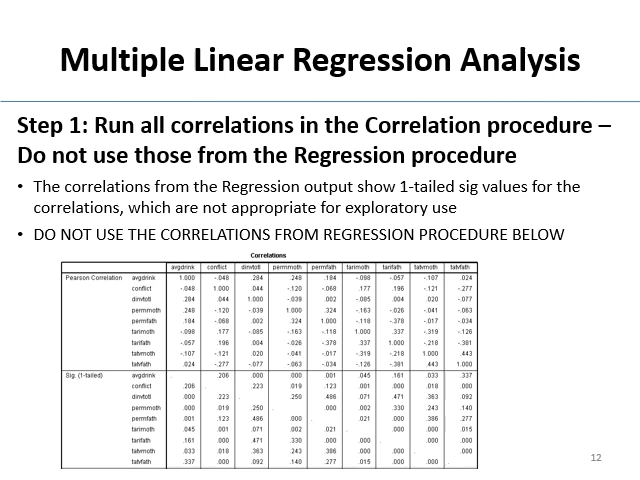 Multiple Linear Regression Analysis
Step 1: Run all correlations in the Correlation procedure –
Do not use those from the Regression procedure
• The correlations from the Regression output show 1-tailed sig values for the
correlations, which are not appropriate for exploratory use
• DO NOT USE THE CORRELATIONS FROM REGRESSION PROCEDURE BELOW
Correlations
avgdrink conflict dinvtotl permmoth permfath tarimoth tarifath tatvmoth tatvfath
Pearson Correlation avgdrink 1.000 -.048 .284 .248 .184 -.098 -.057 -.107 .024
conflict -.048 1.000 .044 -.120 -.068 .177 .196 -.121 -.277
dinvtotl .284 .044 1.000 -.039 .002 -.085 .004 .020 -.077
permmoth .248 -.120 -.039 1.000 .324 -.163 -.026 -.041 -.063
permfath .184 -.068 .002 .324 1.000 -.118 -.378 -.017 -.034
tarimoth -.098 .177 -.085 -.163 -.118 1.000 .337 -.319 -.126
tarifath -.057 .196 .004 -.026 -.378 .337 1.000 -.218 -.381
tatvmoth -.107 -.121 .020 -.041 -.017 -.319 -.218 1.000 .443
tatvfath .024 -.277 -.077 -.063 -.034 -.126 -.381 .443 1.000
Sig. (1-tailed) avgdrink . .206 .000 .000 .001 .045 .161 .033 .337
conflict .206 . .223 .019 .123 .001 .000 .018 .000
dinvtotl .000 .223 . .250 .486 .071 .471 .363 .092
permmoth .000 .019 .250 . .000 .002 .330 .243 .140
permfath .001 .123 .486 .000 . .021 .000 .386 .277
tarimoth .045 .001 .071 .002 .021 . .000 .000 .015
tarifath .161 .000 .471 .330 .000 .000 . .000 .000
tatvmoth .033 .018 .363 .243 .386 .000 .000 . .000
tatvfath .337 .000 .092 .140 .277 .015 .000 .000 .
12